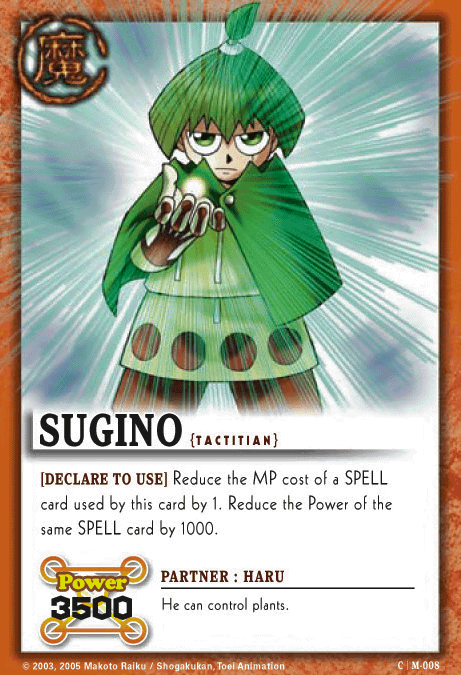 魔
SUGINO {TACTITIAN}
[DECLARE TO USE] Reduce the MP cost of a SPELL
card used by this card by 1. Reduce the Power of the
same SPELL card by 1000.
Power
3500
PARTNER : HARU
He can control plants.
© 2003, 2005 Makoto Raiku / Shogakukan, Toei Animation
C | M-008